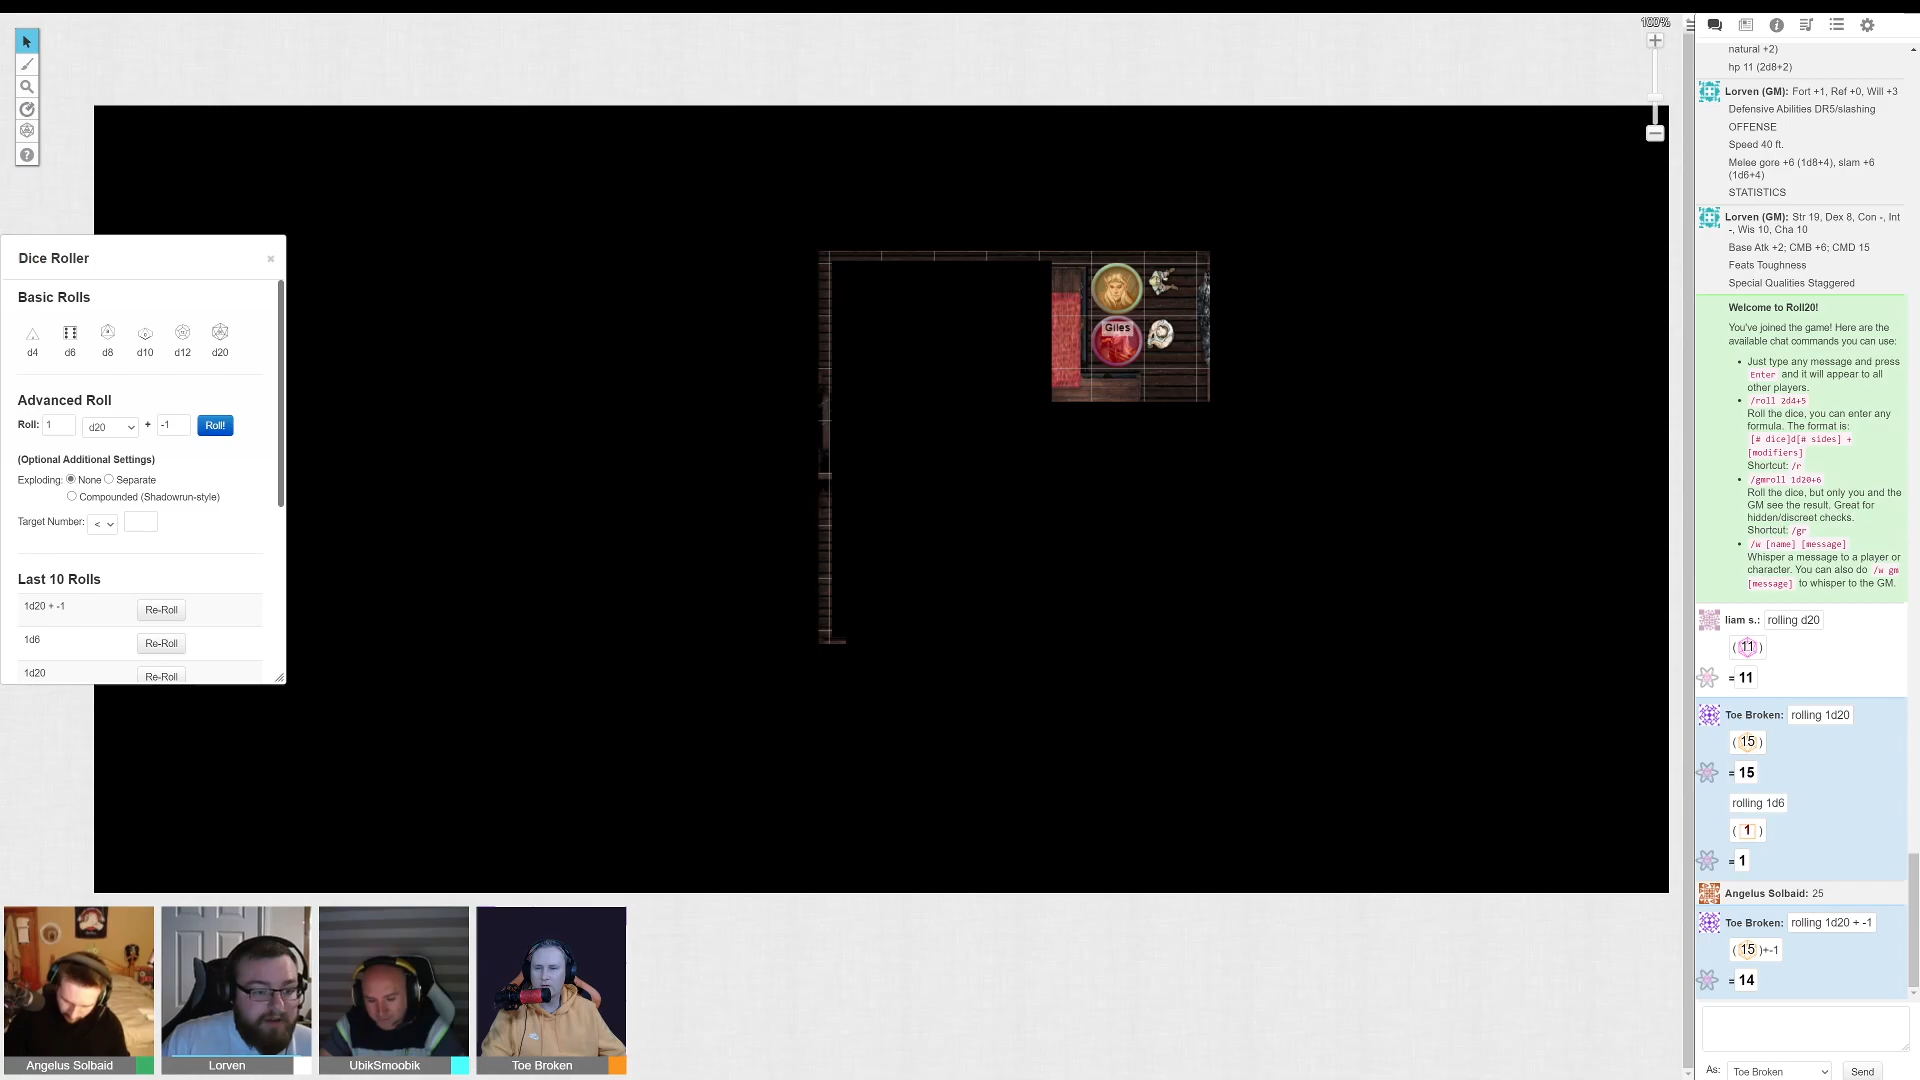 100%
natural +2)
hp 11 (2d8+2)
Lorven (GM): Fort +1, Ref +0, Will +3
Defensive Abilities DR5/slashing
OFFENSE
Speed 40 ft.
Melee gore +6 (1d8+4), slam +6
(1d6+4)
STATISTICS
Lorven (GM): Str 19, Dex 8, Con -, Int
-, Wis 10, Cha 10
Base Atk +2; CMB +6; CMD 15
Feats Toughness
Special Qualities Staggered
Welcome to Roll20!
You've joined the game! Here are the
available chat commands you can use:
• Just type any message and press
Enter and it will appear to all
other players.
• /roll 2d4+5
Roll the dice, you can enter any
formula. The format is:
[# dice]d[# sides] +
[modifiers]
Shortcut: /r
• /gmroll 1d20+6
Roll the dice, but only you and the
GM see the result. Great for
hidden/discreet checks.
Shortcut: /gr
• /w [name] [message]
Whisper a message to a player or
character. You can also do /w gm
[message] to whisper to the GM.
liam s.: rolling d20
(11)
=11
Toe Broken: rolling 1d20
(15)
=15
rolling 1d6
(1)
=1
Angelus Solbaid: 25
Toe Broken: rolling 1d20 + -1
(15)+-1
=14
As: Toe Broken Send
Dice Roller ×
Basic Rolls
d4 d6 d8 d10 d12 d20
Advanced Roll
Roll: 1 d20 + -1 Roll!
(Optional Additional Settings)
Exploding: None Separate
Compounded (Shadowrun-style)
Target Number: <
Last 10 Rolls
1d20 + -1 Re-Roll
1d6 Re-Roll
1d20 Re-Roll
Giles
Angelus Solbaid
Lorven
UbikSmoobik
Toe Broken